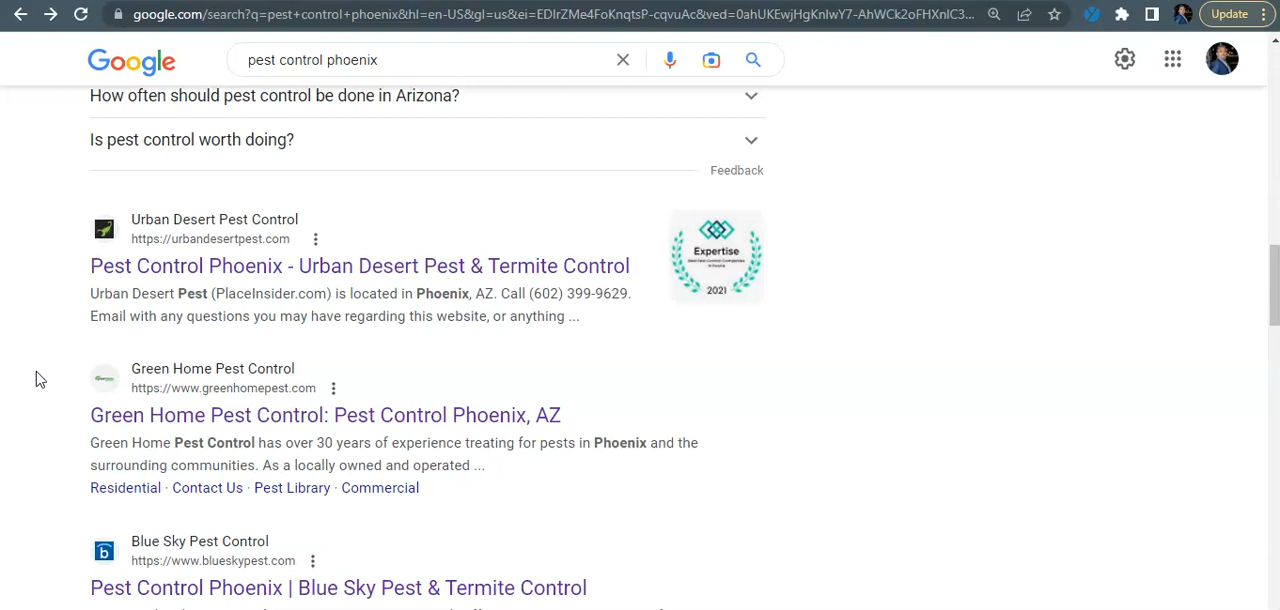 google.com/search?q=pest+control+phoenix&hl=en-US&gl=us&ei=EDIrZMe4FoKnqtsP-cqvuAc&ved=0ahUKEwjHgKnIwY7-AhWCk2oFHXnIC3...
Update
Google
pest control phoenix
How often should pest control be done in Arizona?
Is pest control worth doing?
Feedback
Urban Desert Pest Control
https://urbandesertpest.com
Pest Control Phoenix - Urban Desert Pest & Termite Control
Urban Desert Pest (PlaceInsider.com) is located in Phoenix, AZ. Call (602) 399-9629.
Email with any questions you may have regarding this website, or anything ...
Expertise
2021
Green Home Pest Control
https://www.greenhomepest.com
Green Home Pest Control: Pest Control Phoenix, AZ
Green Home Pest Control has over 30 years of experience treating for pests in Phoenix and the
surrounding communities. As a locally owned and operated ...
Residential · Contact Us · Pest Library · Commercial
b
Blue Sky Pest Control
https://www.blueskypest.com
Pest Control Phoenix | Blue Sky Pest & Termite Control